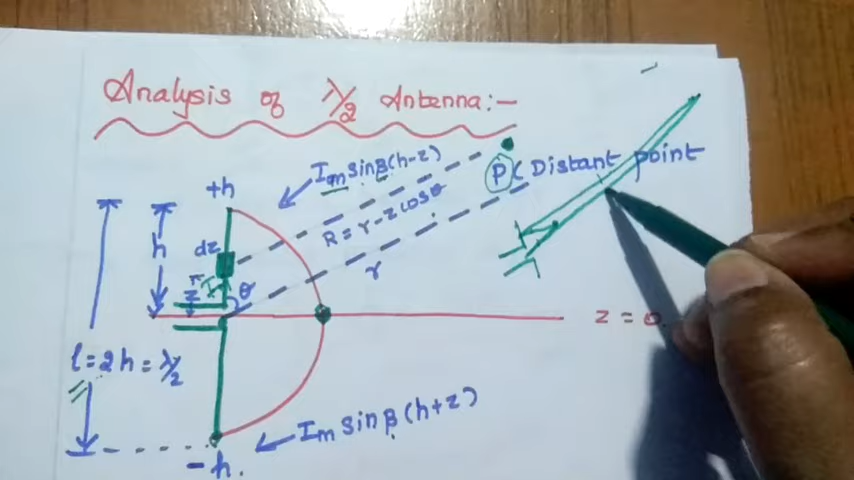 Analysis of λ/2 Antenna:-
Im sinβ(h-z)
P (Distant point
+h
R = r-z cosθ
h
dz
z
θ
r
z = 0
l = 2h = λ/2
Im sinβ(h+z)
-h.